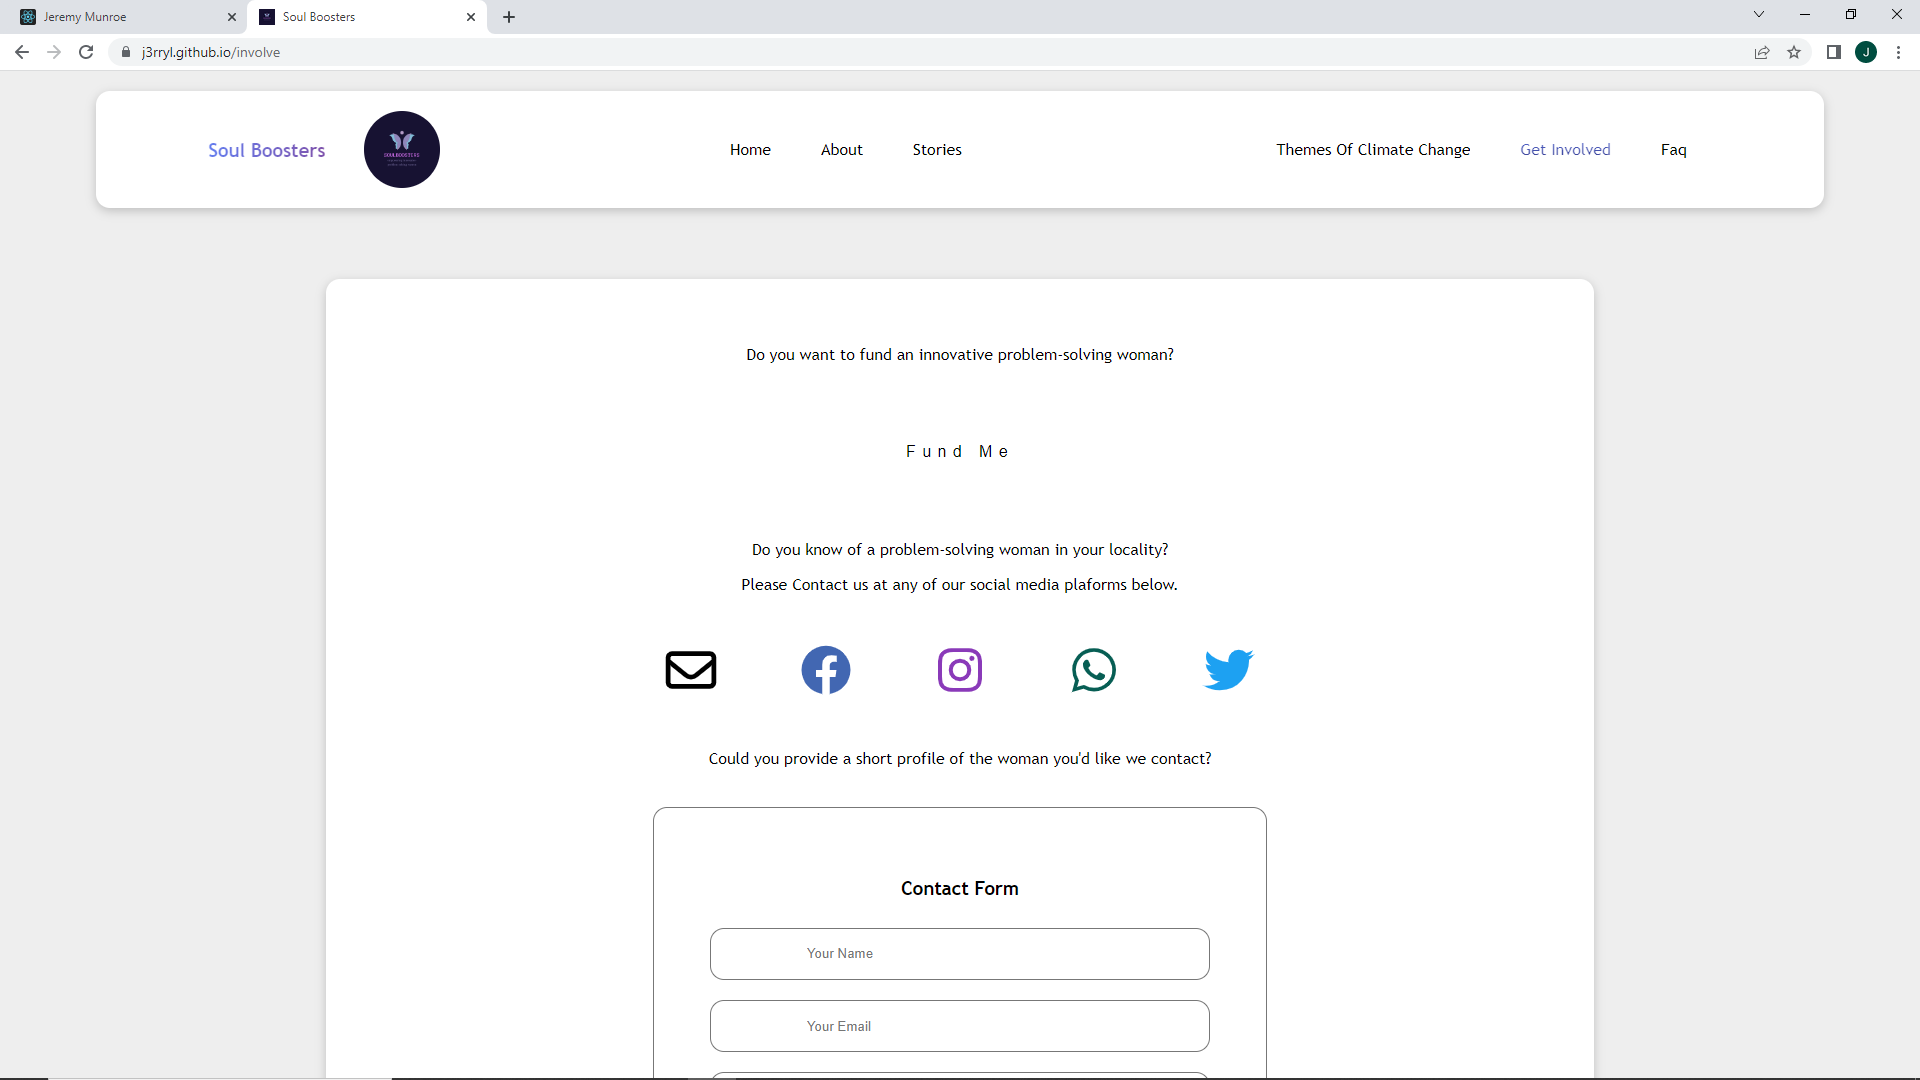 Jeremy Munroe
Soul Boosters
j3rryl.github.io/involve
J
Soul Boosters
SOULBOOSTERS
Home
About
Stories
Themes Of Climate Change
Get Involved
Faq
Do you want to fund an innovative problem-solving woman?
Fund Me
Do you know of a problem-solving woman in your locality?
Please Contact us at any of our social media plaforms below.
Could you provide a short profile of the woman you'd like we contact?
Contact Form
Your Name
Your Email